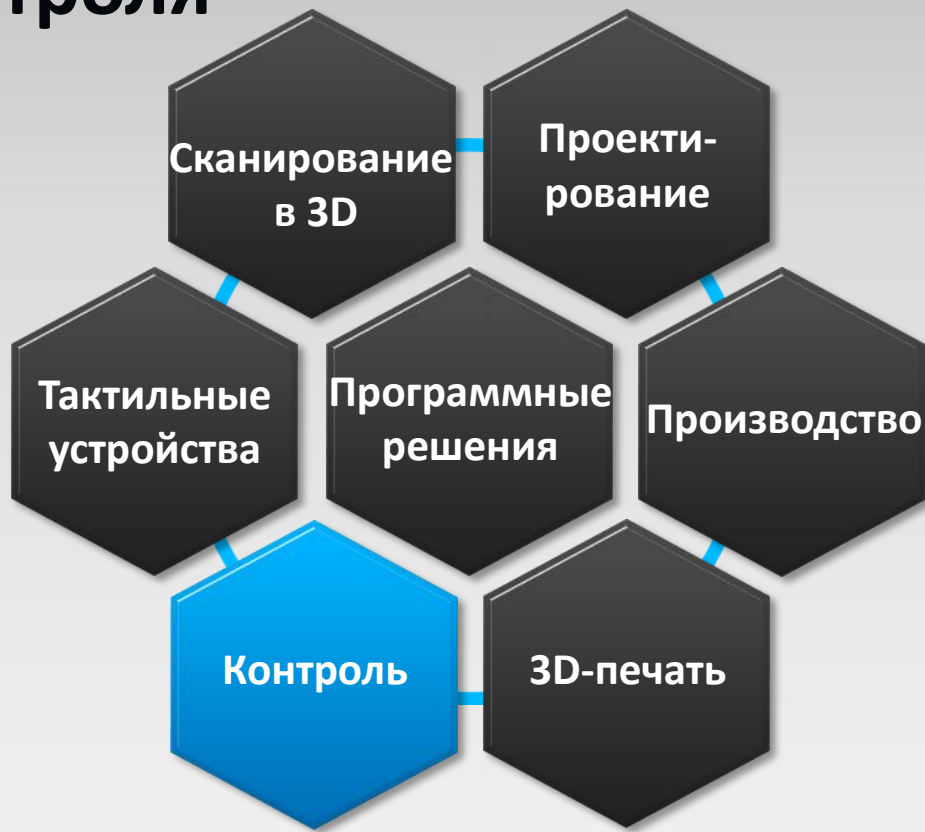 Сканирование
в 3D
Проекти-
рование
Тактильные
устройства
Программные
решения
Производство
Контроль
3D-печать